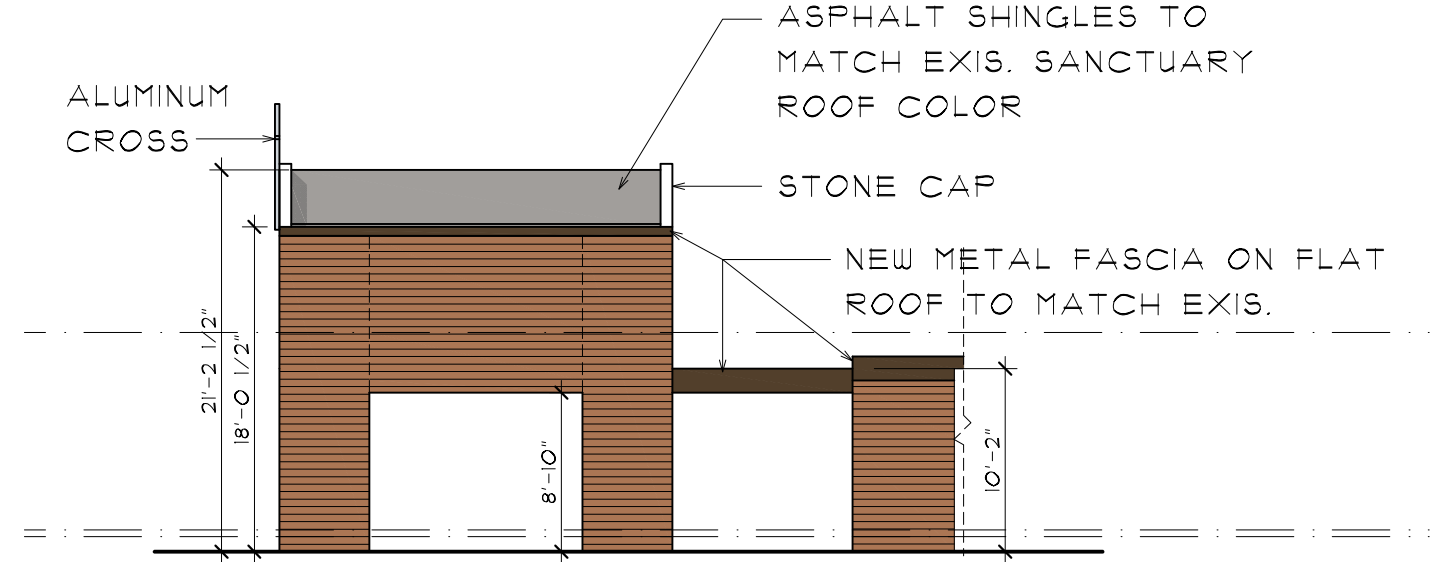 ASPHALT SHINGLES TO
MATCH EXIS. SANCTUARY
ROOF COLOR
ALUMINUM
CROSS
STONE CAP
NEW METAL FASCIA ON FLAT
ROOF TO MATCH EXIS.
21'-2 1/2"
18'-0 1/2"
8'-10"
10'-2"